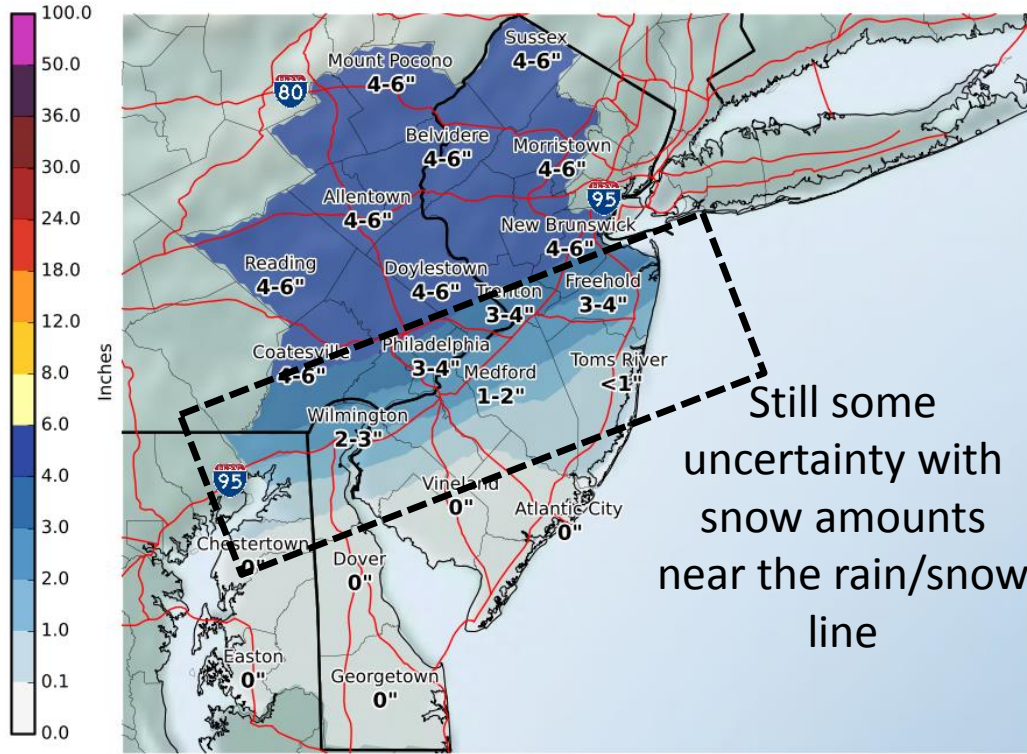 100.0
50.0
36.0
30.0
24.0
18.0
12.0
8.0
6.0
4.0
3.0
2.0
1.0
0.1
0.0
Inches
Sussex
4-6"
Mount Pocono
4-6"
80
Belvidere
4-6"
Morristown
4-6"
95
Allentown
4-6"
New Brunswick
4-6"
Reading
4-6"
Doylestown
4-6"
Trenton
3-4"
Freehold
3-4"
Coatesville
4-6"
Philadelphia
3-4"
Medford
1-2"
Toms River
<1"
Wilmington
2-3"
95
Vineland
0"
Atlantic City
0"
Chestertown
0"
Dover
0"
Easton
0"
Georgetown
0"
Still some
uncertainty with
snow amounts
near the rain/snow
line